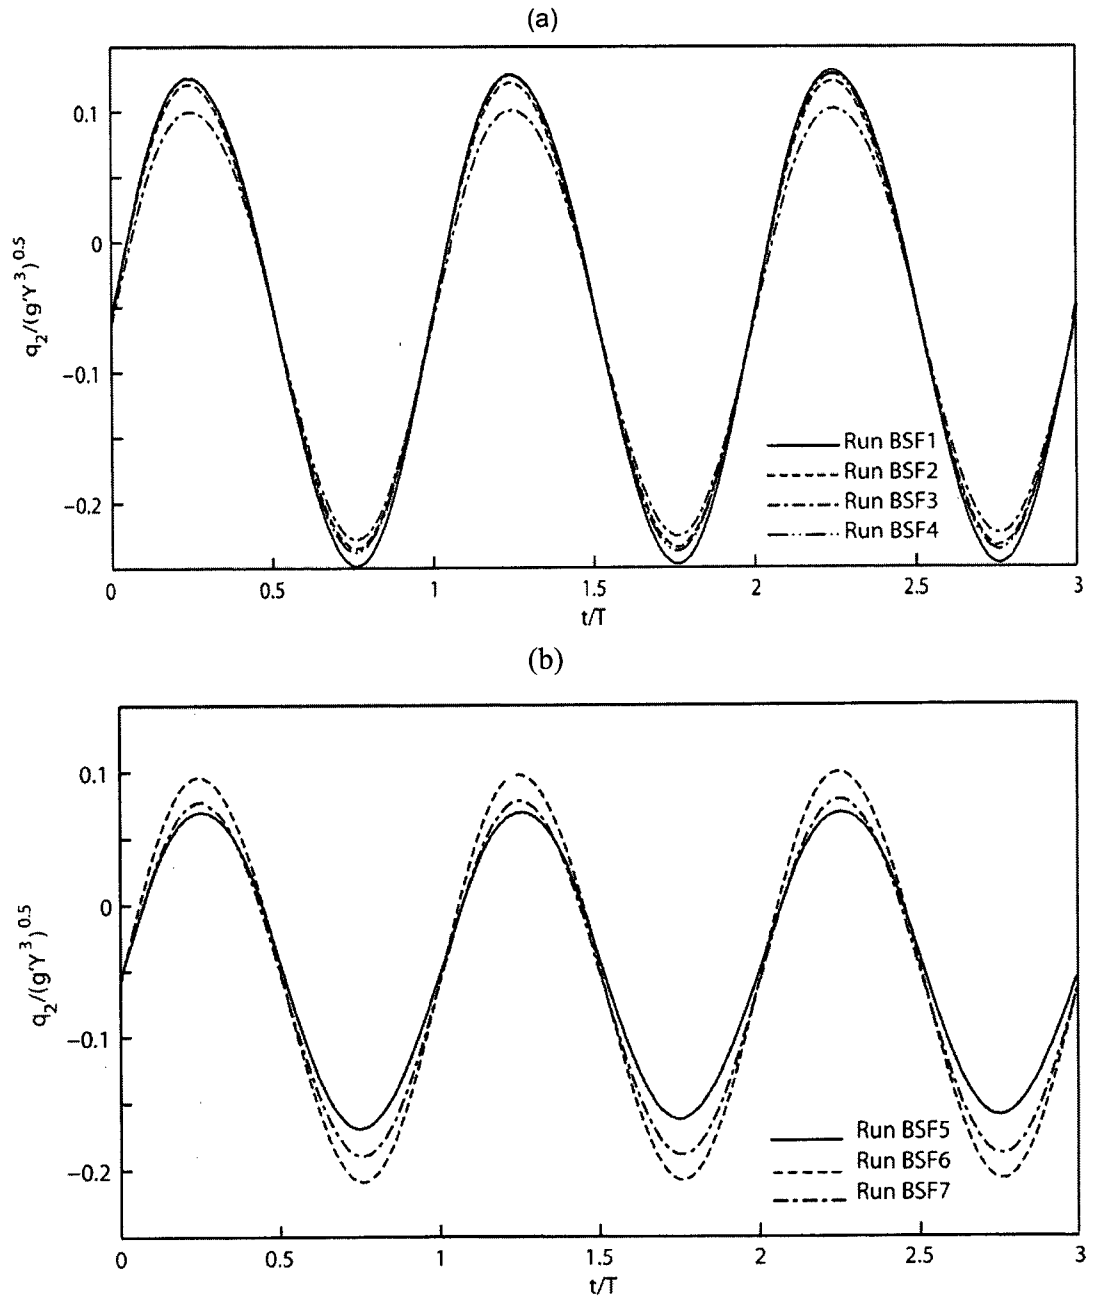 (a)
0.1
0
−0.1
−0.2
q2/(g'Y3)0.5
Run BSF1
Run BSF2
Run BSF3
Run BSF4
0 0.5 1 1.5 2 2.5 3
t/T
(b)
0.1
0
−0.1
−0.2
q2/(g'Y3)0.5
Run BSF5
Run BSF6
Run BSF7
0 0.5 1 1.5 2 2.5 3
t/T